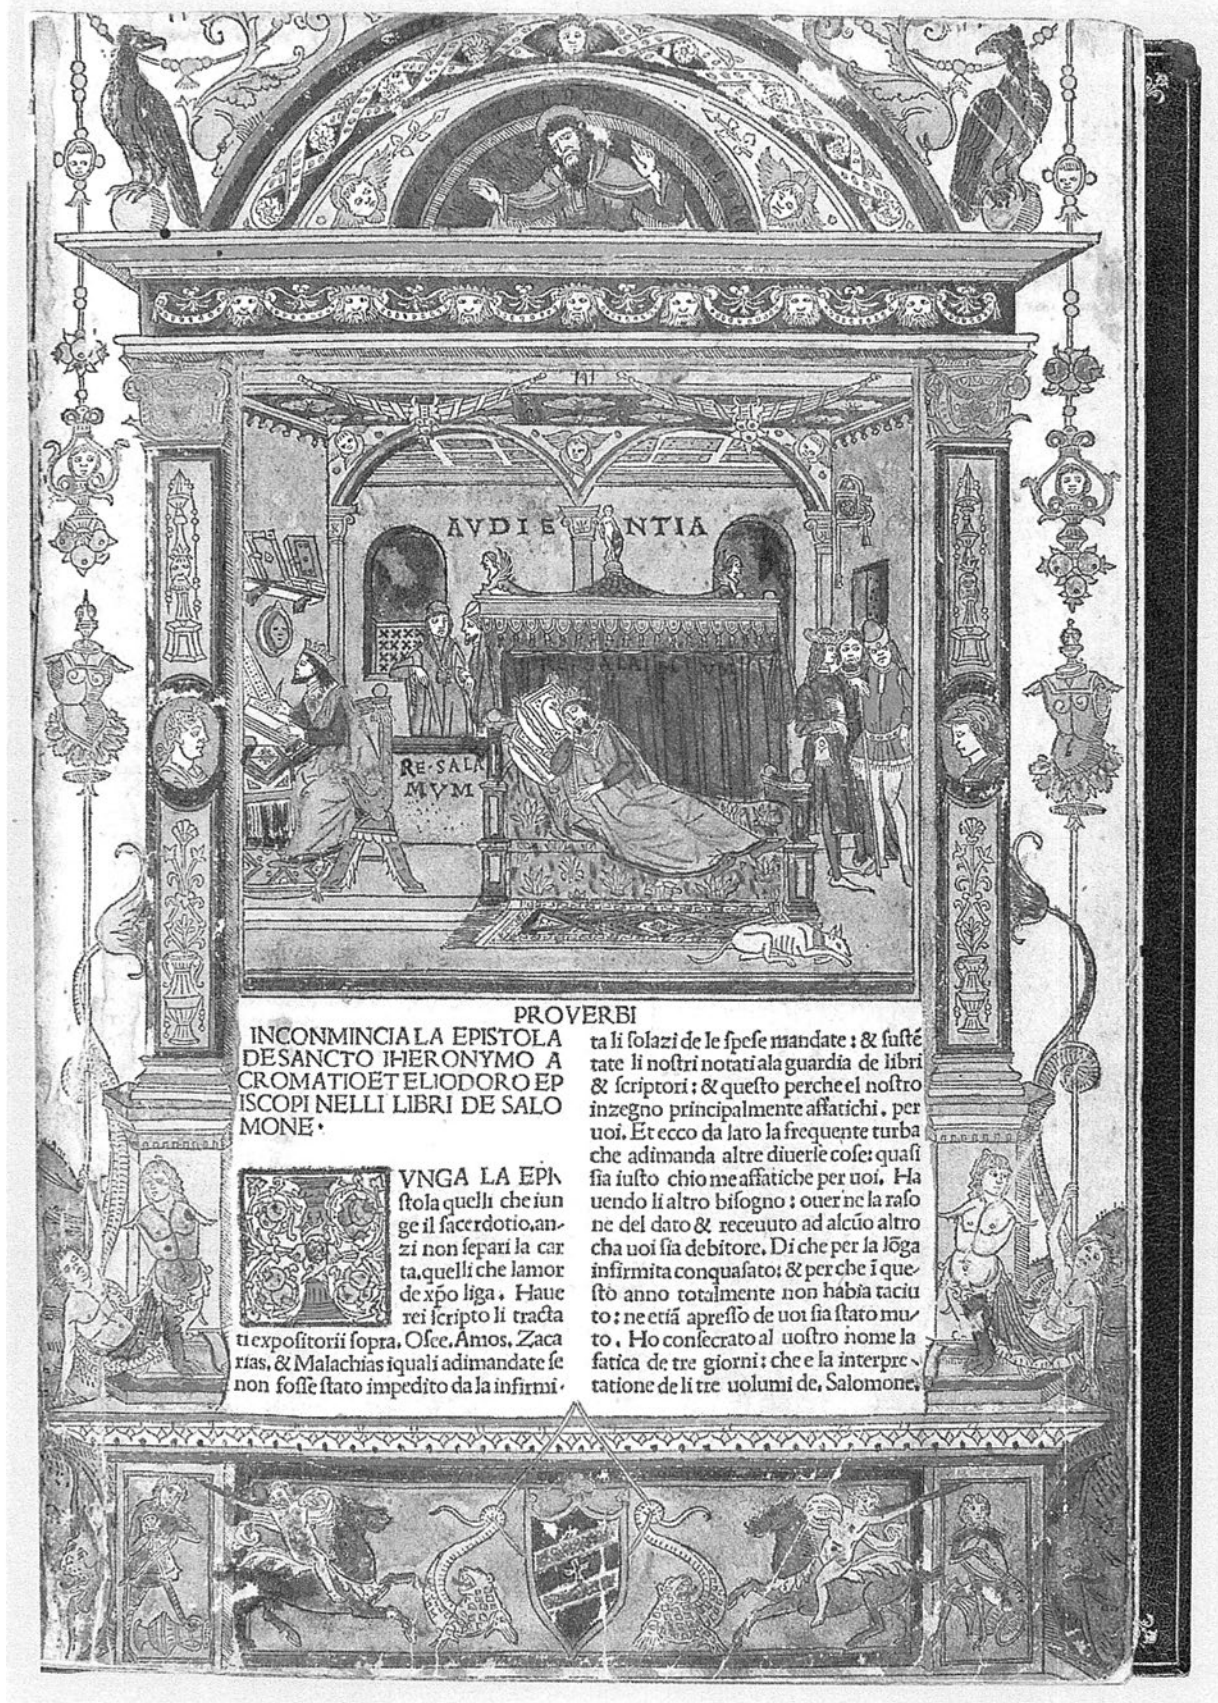 AVDIE NTIA
RE·SALA
MVM
PROVERBI
INCONMINCIA LA EPISTOLA
DE SANCTO IHERONYMO A
CROMATIO ET ELIODORO EP
ISCOPI NELLI LIBRI DE SALO
MONE·
VNGA LA EPI
ſtola quelli che iun
ge il ſacerdotio, an-
zi non ſepari la car
ta, quelli che lamor
de xp̄o liga. Haue
rei ſcripto li tracta
ti expoſitorii ſopra. Oſee. Amos. Zaca
rias. & Malachias iquali adimandate ſe
non foſſe ſtato impedito da la infirmi-
ta li ſolazi de le ſpeſe mandate: & ſuſtē
tate li noſtri notati ala guardia de libri
& ſcriptori: & queſto perche el noſtro
inzegno principalmente affatichi, per
uoi. Et ecco da lato la frequente turba
che adimanda altre diuerſe coſe: quaſi
ſia iuſto chio me affatiche per uoi. Ha
uendo li altro biſogno: ouer ne la raſo
ne del dato & receuuto ad alcūo altro
cha uoi ſia debitore. Di che per la lōga
infirmita conquaſato: & per che ī que-
ſto anno totalmente non habia taciu
to: ne etiā apreſſo de uoi ſia ſtato mu-
to. Ho conſecrato al uoſtro nome la
fatica de tre giorni: che e la interpre-
tatione de li tre uolumi de. Salomone.